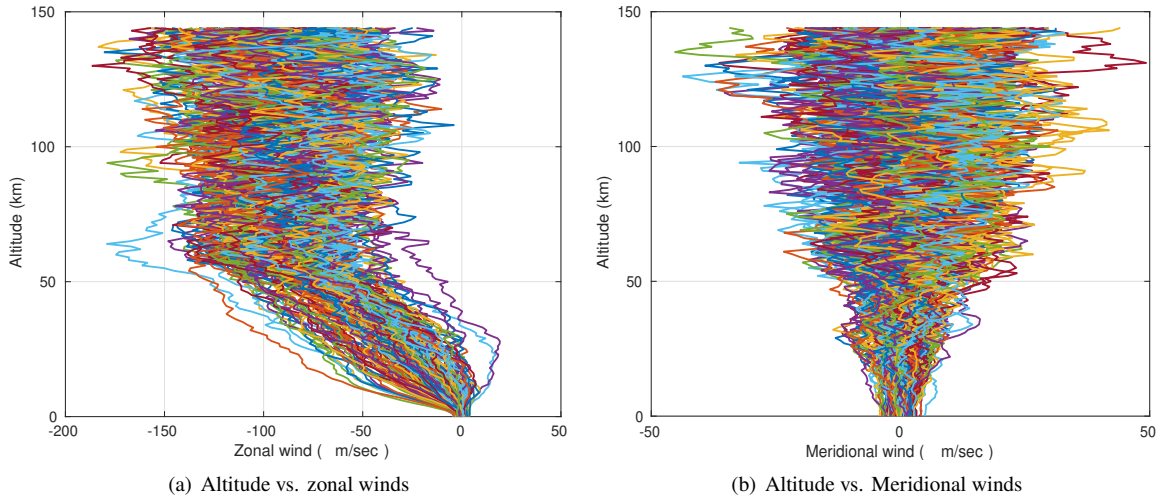 150
100
50
0
Altitude (km)
-200 -150 -100 -50 0 50
Zonal wind ( m/sec)
(a) Altitude vs. zonal winds
150
100
50
0
Altitude (km)
-50 0 50
Meridional wind ( m/sec)
(b) Altitude vs. Meridional winds